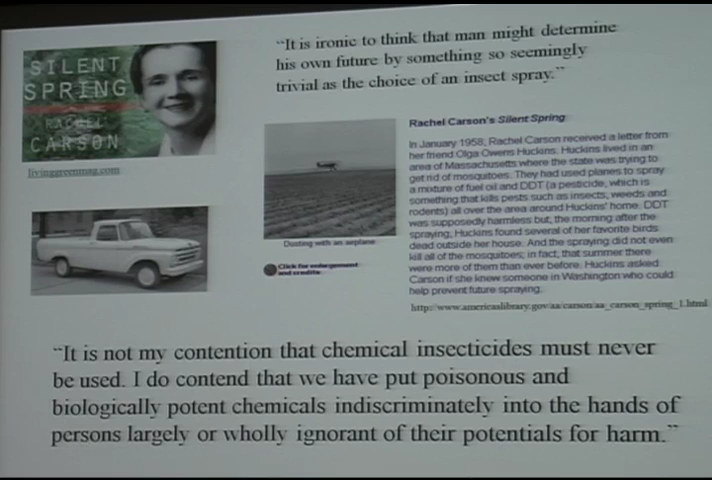 SILENT
SPRING
RACHEL
CARSON
livinggreenmag.com
“It is ironic to think that man might determine
his own future by something so seemingly
trivial as the choice of an insect spray.”
Dusting with an airplane
Click for enlargement
and credits
Rachel Carson's Silent Spring
In January 1958, Rachel Carson received a letter from
her friend Olga Owens Huckins. Huckins lived in an
area of Massachusetts where the state was trying to
get rid of mosquitoes. They had used planes to spray
a mixture of fuel oil and DDT (a pesticide, which is
something that kills pests such as insects, weeds and
rodents) all over the area around Huckins' home. DDT
was supposedly harmless but, the morning after the
spraying, Huckins found several of her favorite birds
dead outside her house. And the spraying did not even
kill all of the mosquitoes; in fact, that summer there
were more of them than ever before. Huckins asked
Carson if she knew someone in Washington who could
help prevent future spraying.
http://www.americaslibrary.gov/aa/carson/aa_carson_spring_1.html
“It is not my contention that chemical insecticides must never
be used. I do contend that we have put poisonous and
biologically potent chemicals indiscriminately into the hands of
persons largely or wholly ignorant of their potentials for harm.”